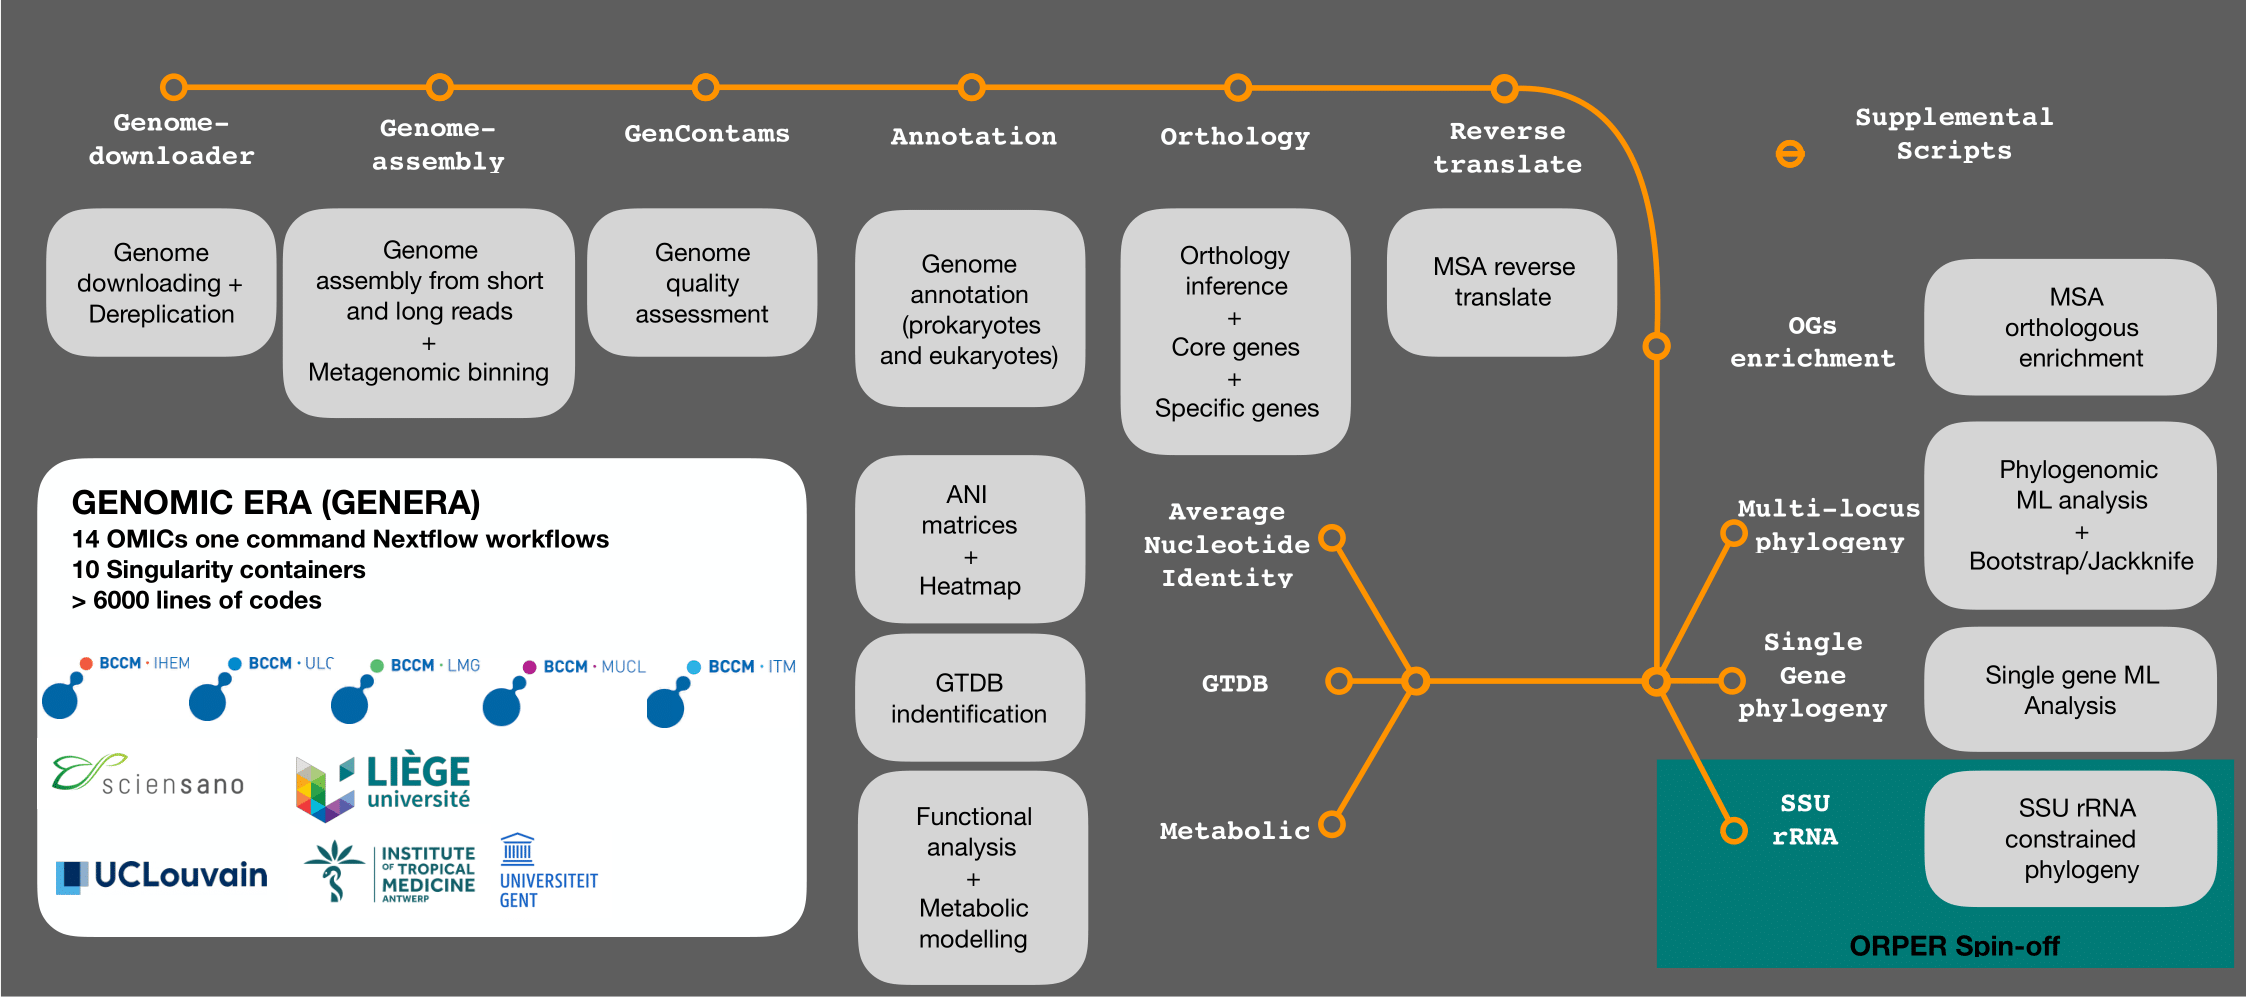 Genome-
downloader
Genome-
assembly
GenContams
Annotation
Orthology
Reverse
translate
Supplemental
Scripts
Genome
downloading +
Dereplication
Genome
assembly from short
and long reads
+
Metagenomic binning
Genome
quality
assessment
Genome
annotation
(prokaryotes
and eukaryotes)
Orthology
inference
+
Core genes
+
Specific genes
MSA reverse
translate
OGs
enrichment
MSA
orthologous
enrichment
GENOMIC ERA (GENERA)
14 OMICs one command Nextflow workflows
10 Singularity containers
> 6000 lines of codes
BCCM · IHEM
BCCM · ULC
BCCM · LMG
BCCM · MUCL
BCCM · ITM
sciensano
LIÈGE
université
UCLouvain
INSTITUTE
OF TROPICAL
MEDICINE
ANTWERP
UNIVERSITEIT
GENT
ANI
matrices
+
Heatmap
Average
Nucleotide
Identity
Multi-locus
phylogeny
Phylogenomic
ML analysis
+
Bootstrap/Jackknife
GTDB
indentification
GTDB
Single
Gene
phylogeny
Single gene ML
Analysis
Functional
analysis
+
Metabolic
modelling
Metabolic
SSU
rRNA
SSU rRNA
constrained
phylogeny
ORPER Spin-off